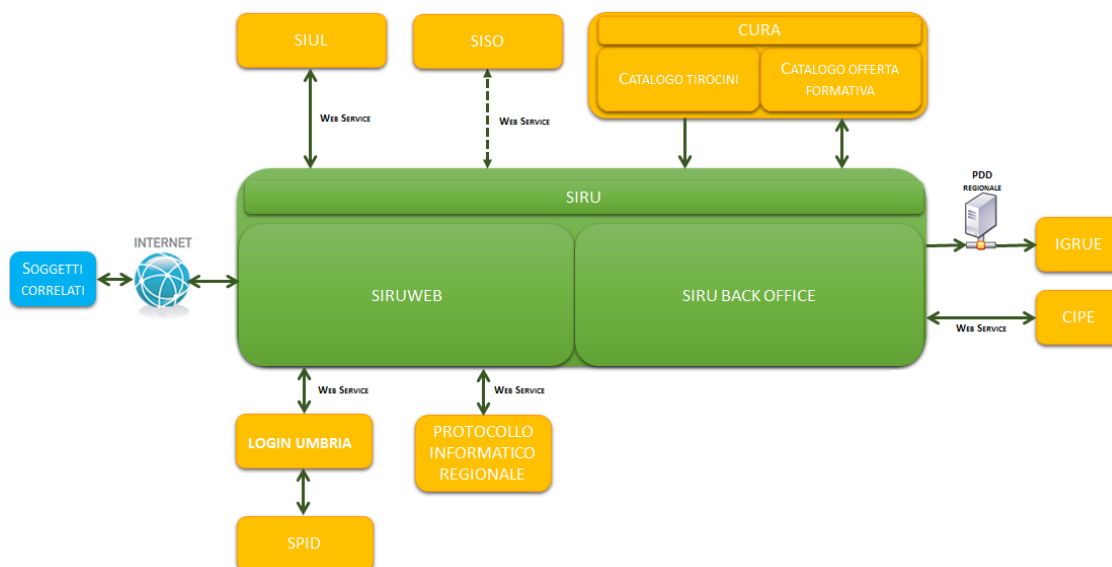 SIUL
SISO
CURA
CATALOGO TIROCINI
CATALOGO OFFERTA
FORMATIVA
WEB SERVICE
WEB SERVICE
PDD
REGIONALE
SIRU
INTERNET
IGRUE
SOGGETTI
CORRELATI
SIRUWEB
SIRU BACK OFFICE
CIPE
WEB SERVICE
WEB SERVICE
WEB SERVICE
LOGIN UMBRIA
PROTOCOLLO
INFORMATICO
REGIONALE
SPID